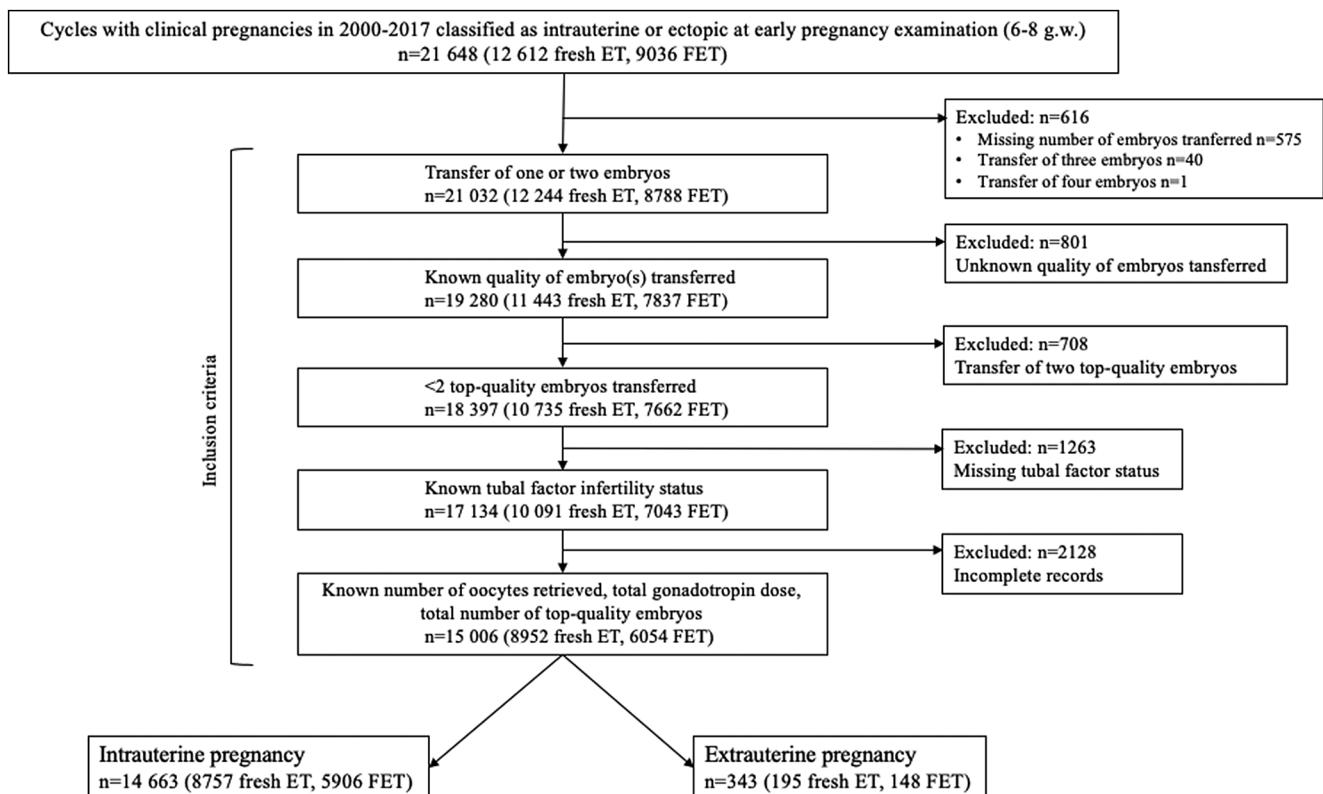 Cycles with clinical pregnancies in 2000-2017 classified as intrauterine or ectopic at early pregnancy examination (6-8 g.w.)
n=21 648 (12 612 fresh ET, 9036 FET)
Excluded: n=616
• Missing number of embryos tranferred n=575
• Transfer of three embryos n=40
• Transfer of four embryos n=1
Inclusion criteria
Transfer of one or two embryos
n=21 032 (12 244 fresh ET, 8788 FET)
Excluded: n=801
Unknown quality of embryos tansferred
Known quality of embryo(s) transferred
n=19 280 (11 443 fresh ET, 7837 FET)
Excluded: n=708
Transfer of two top-quality embryos
<2 top-quality embryos transferred
n=18 397 (10 735 fresh ET, 7662 FET)
Excluded: n=1263
Missing tubal factor status
Known tubal factor infertility status
n=17 134 (10 091 fresh ET, 7043 FET)
Excluded: n=2128
Incomplete records
Known number of oocytes retrieved, total gonadotropin dose,
total number of top-quality embryos
n=15 006 (8952 fresh ET, 6054 FET)
Intrauterine pregnancy
n=14 663 (8757 fresh ET, 5906 FET)
Extrauterine pregnancy
n=343 (195 fresh ET, 148 FET)